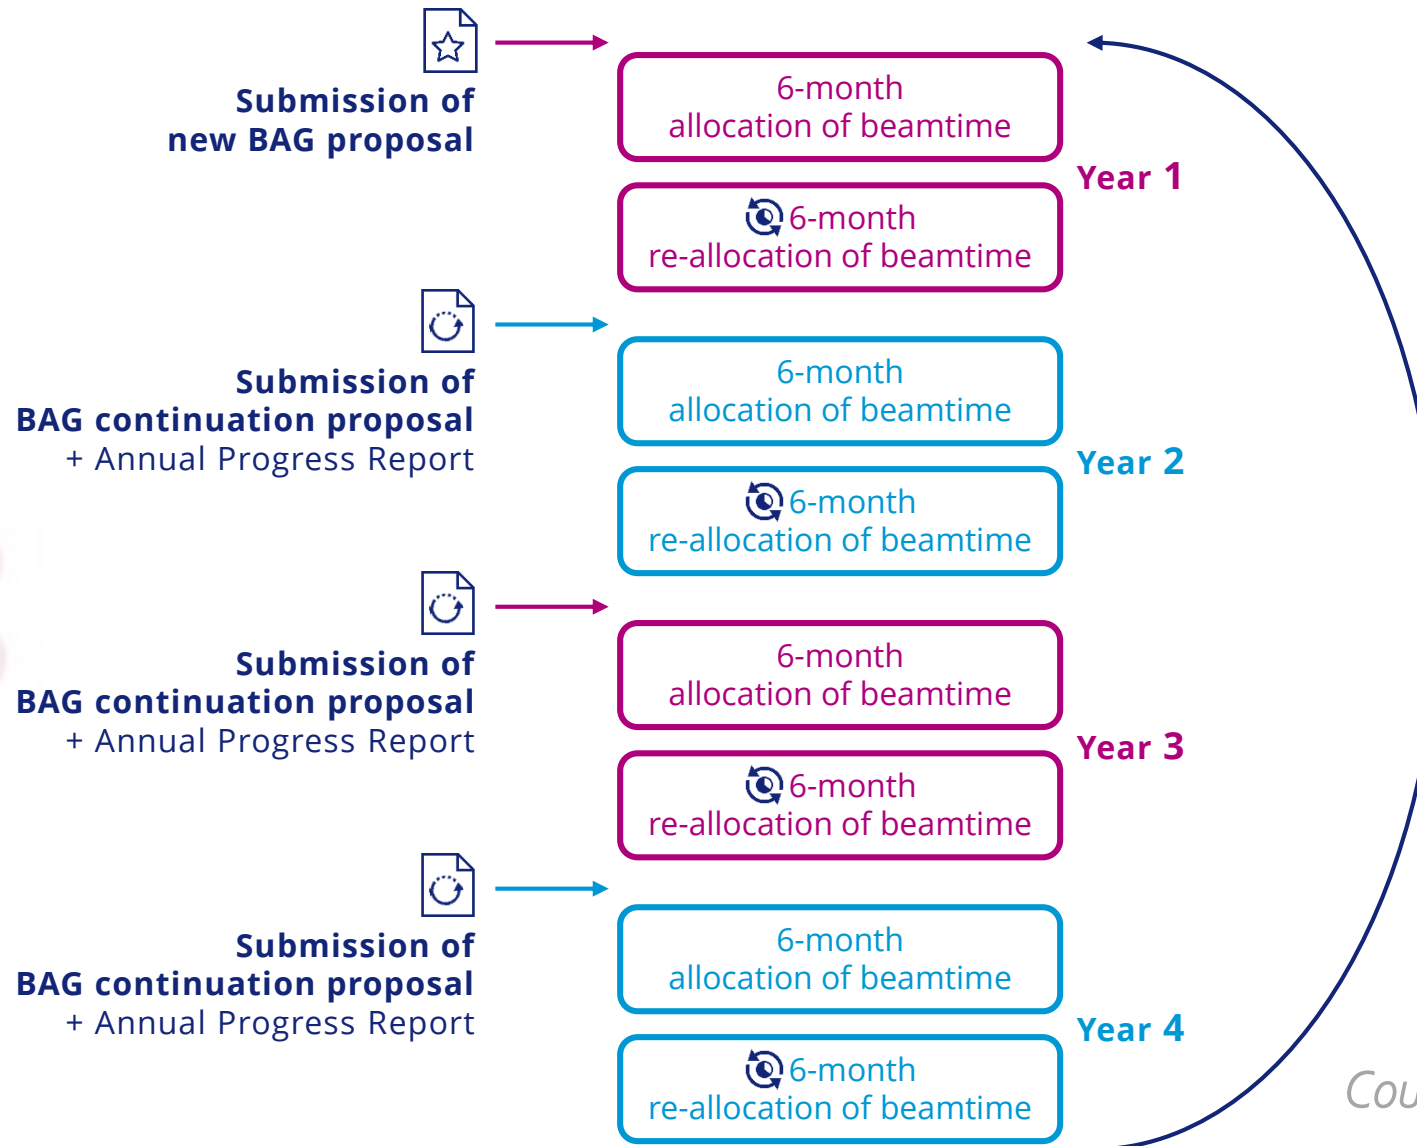 Submission of
new BAG proposal
6-month
allocation of beamtime
6-month
re-allocation of beamtime
Year 1
Submission of
BAG continuation proposal
+ Annual Progress Report
6-month
allocation of beamtime
6-month
re-allocation of beamtime
Year 2
Submission of
BAG continuation proposal
+ Annual Progress Report
6-month
allocation of beamtime
6-month
re-allocation of beamtime
Year 3
Submission of
BAG continuation proposal
+ Annual Progress Report
6-month
allocation of beamtime
6-month
re-allocation of beamtime
Year 4